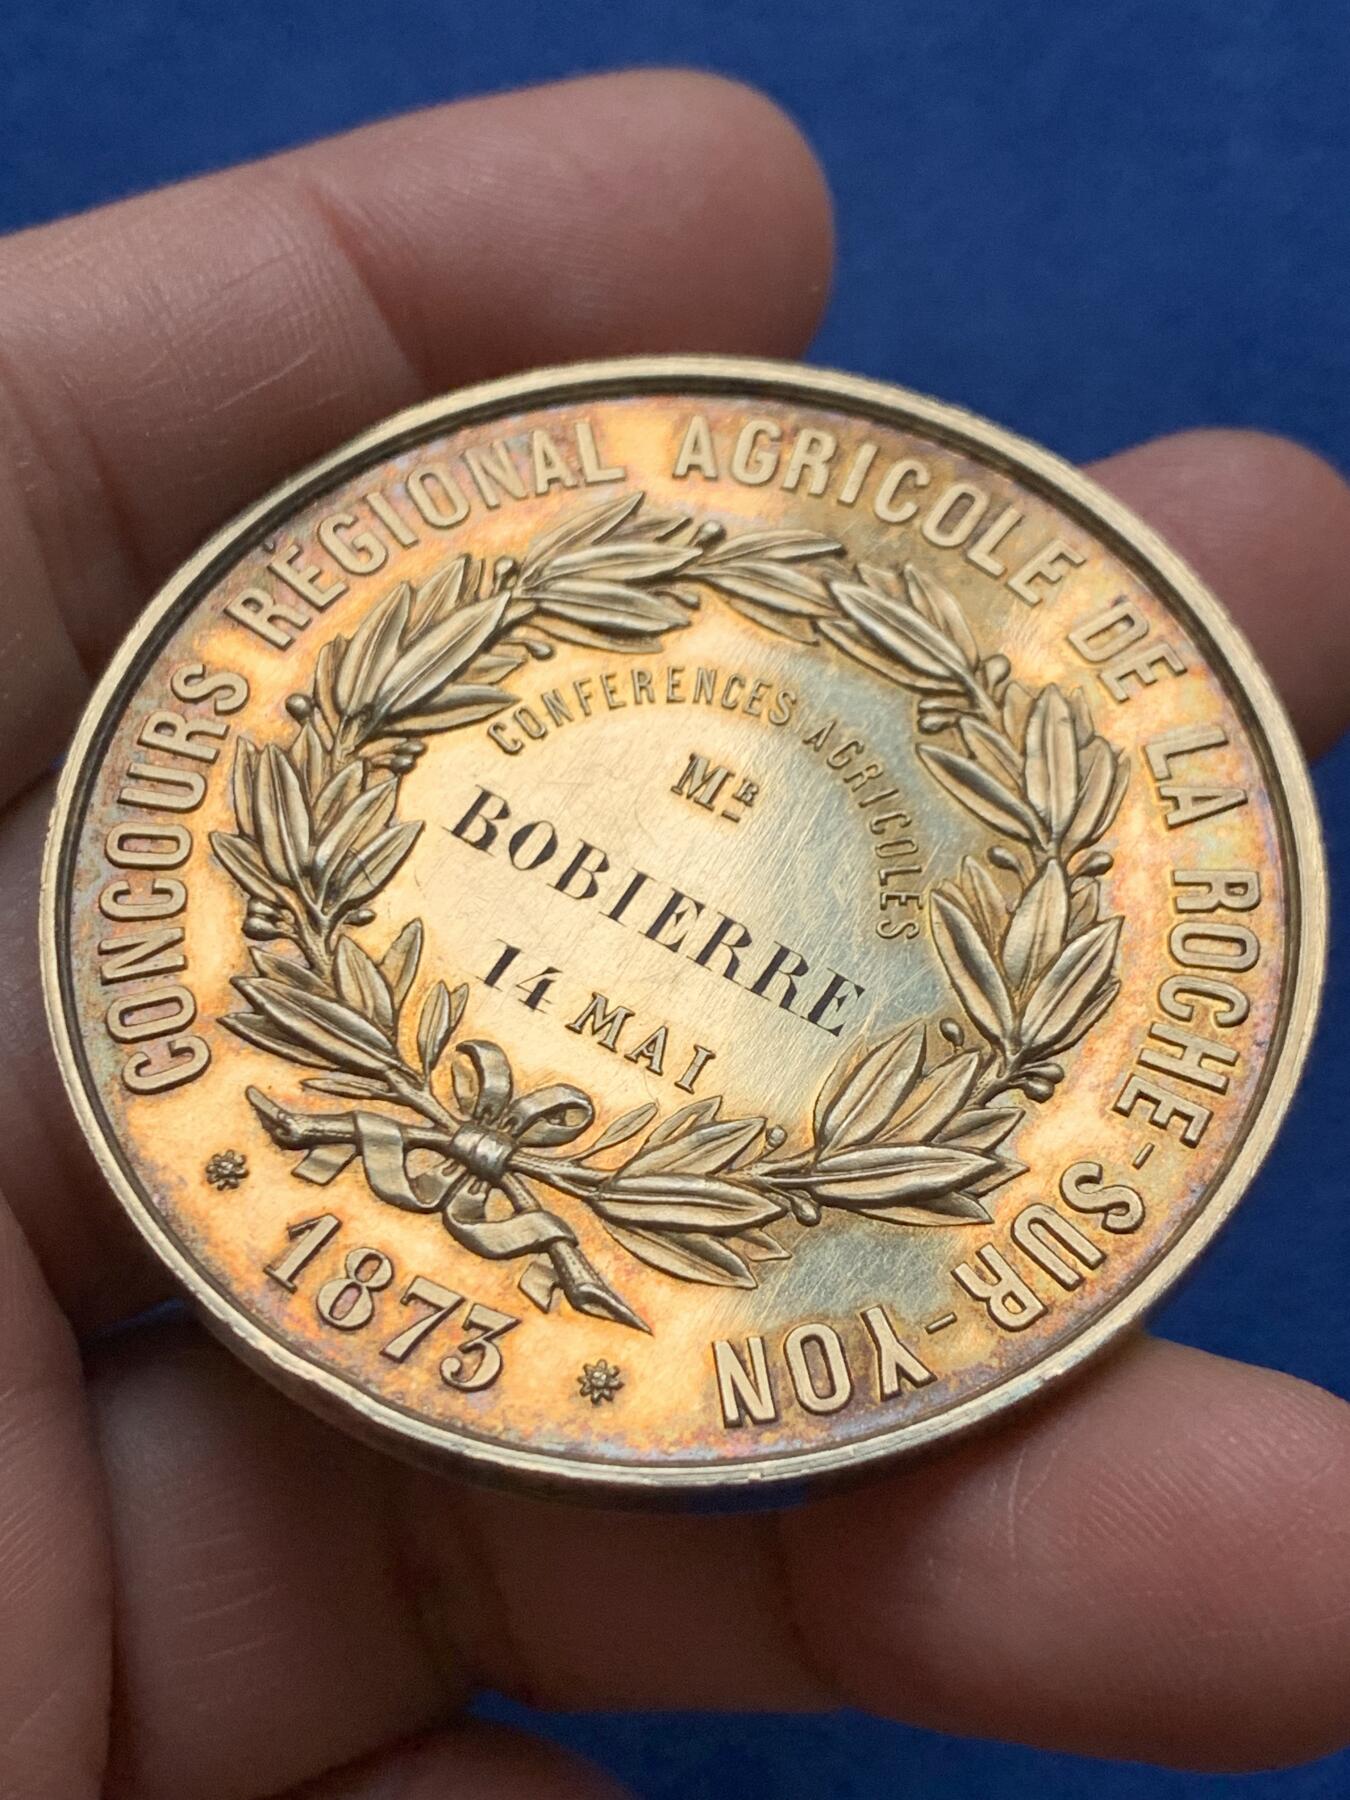 CONCOURS RÉGIONAL AGRICOLE DE LA ROCHE-SUR-YON
CONFERENCES AGRICOLES
MR
BOBIERRE
14 MAI
* 1873 *